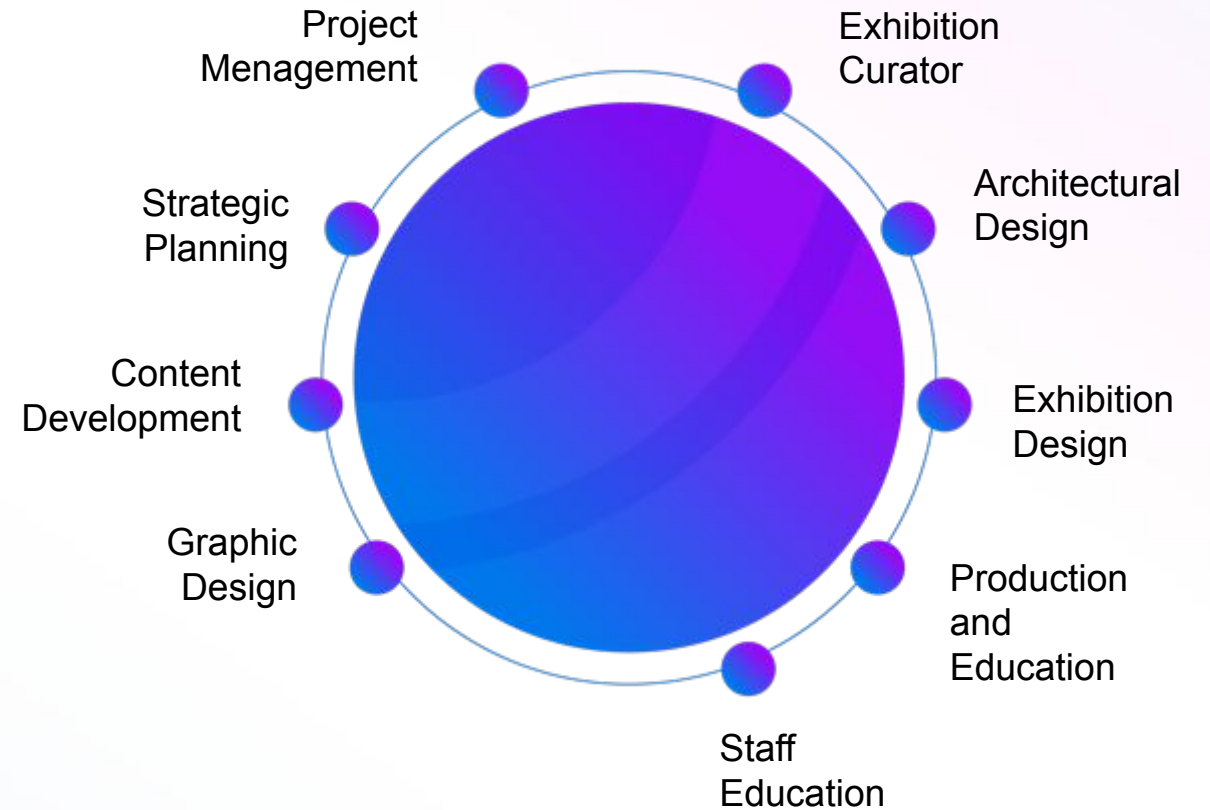 Project
Menagement
Exhibition
Curator
Strategic
Planning
Architectural
Design
Content
Development
Exhibition
Design
Graphic
Design
Production
and
Education
Staff
Education